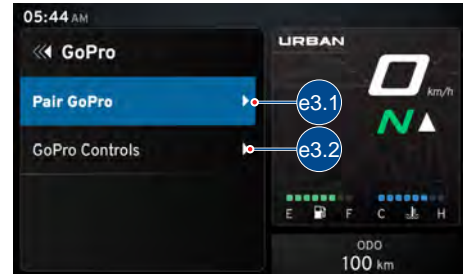 05:44 AM
GoPro
Pair GoPro
e3.1
GoPro Controls
e3.2
URBAN
0 km/h
N
E F C H
ODO
100 km